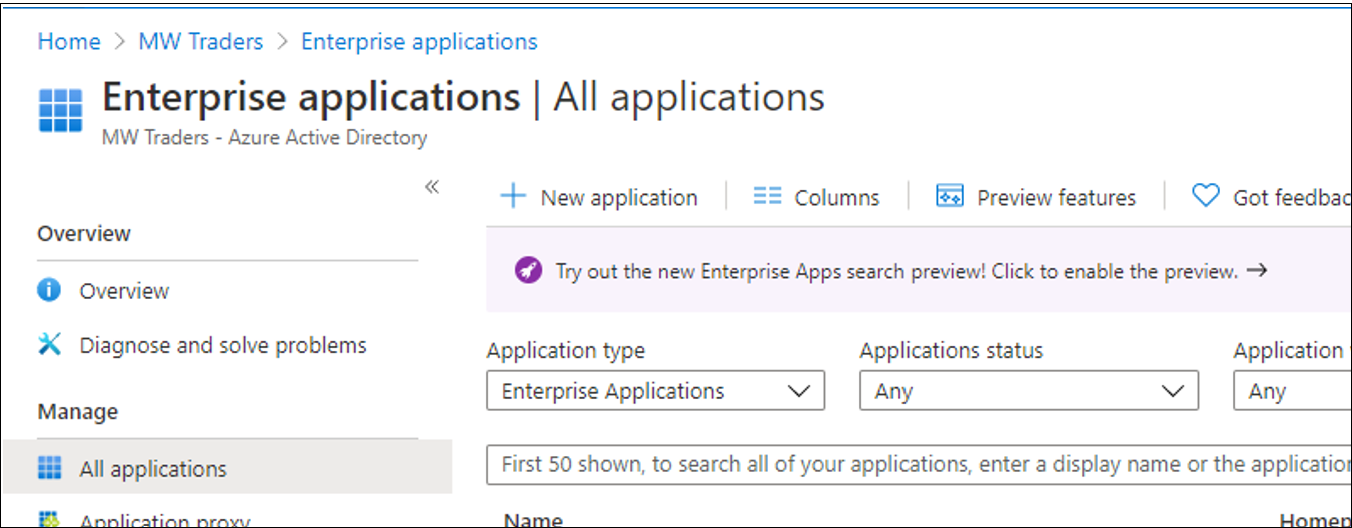 Home > MW Traders > Enterprise applications
Enterprise applications | All applications
MW Traders - Azure Active Directory
«
Overview
Overview
Diagnose and solve problems
Manage
All applications
Application proxy
New application
Columns
Preview features
Got
Try out the new Enterprise Apps search preview! Click to enable the preview. →
Application type
Enterprise Applications
Applications status
Any
Application
Any
First 50 shown, to search all of your applications, enter a display name or the
Name